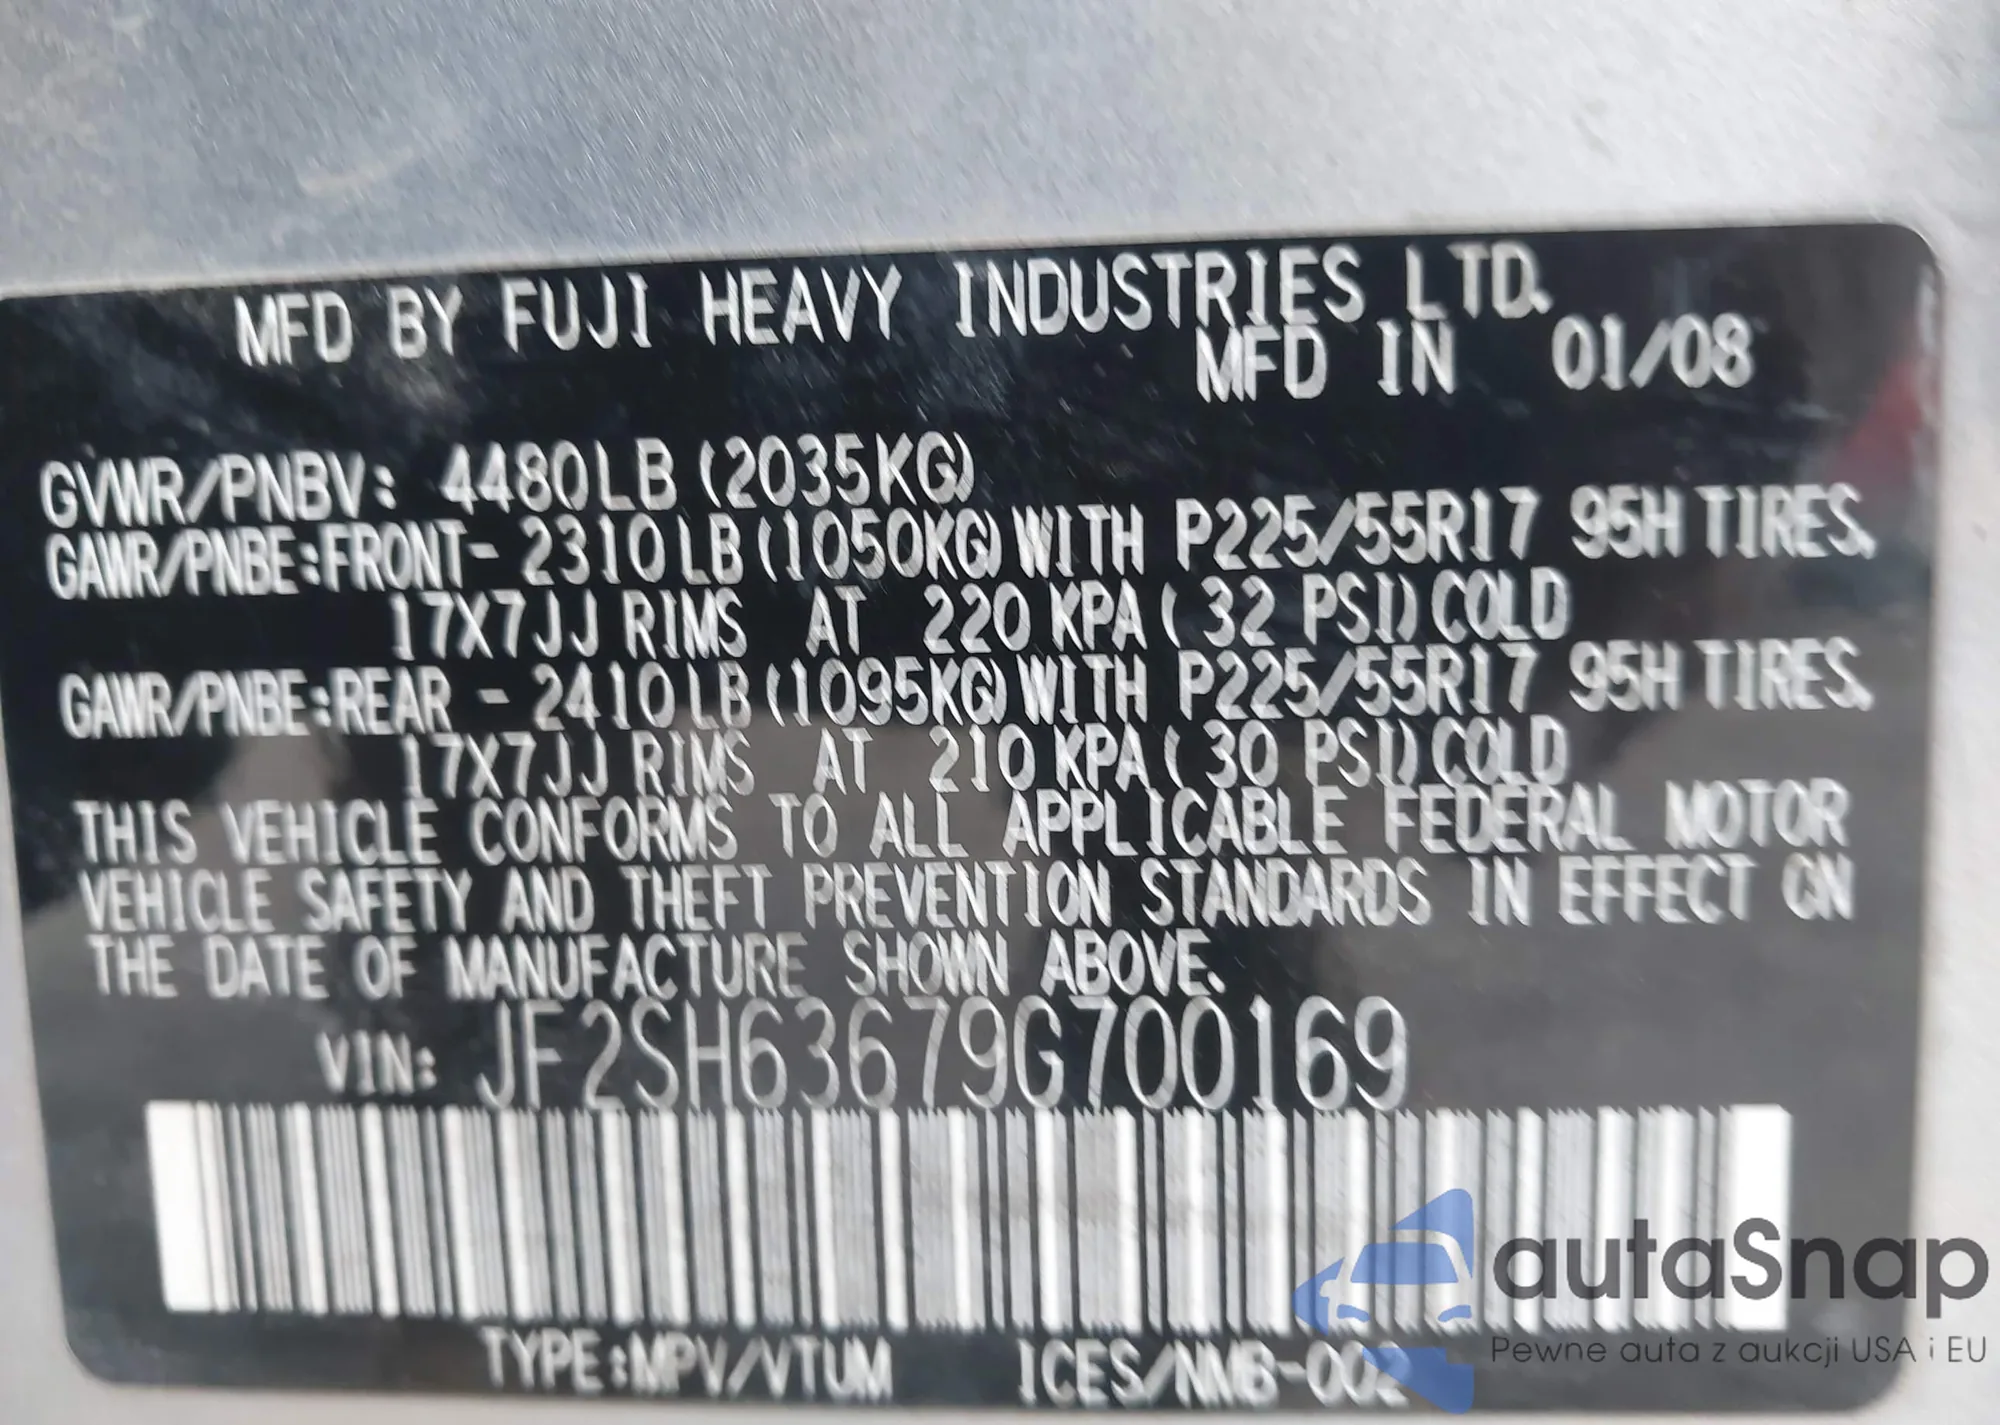 MFD BY FUJI HEAVY INDUSTRIES LTD.
MFD IN 01/08
GVWR/PNBV: 4480LB (2035KG)
GAWR/PNBE:FRONT- 2310LB (1050KG) WITH P225/55R17 95H TIRES,
17X7JJ RIMS AT 220 KPA ( 32 PSI) COLD
GAWR/PNBE:REAR - 2410LB (1095KG) WITH P225/55R17 95H TIRES,
17X7JJ RIMS AT 210 KPA ( 30 PSI) COLD
THIS VEHICLE CONFORMS TO ALL APPLICABLE FEDERAL MOTOR
VEHICLE SAFETY AND THEFT PREVENTION STANDARDS IN EFFECT ON
THE DATE OF MANUFACTURE SHOWN ABOVE.
VIN: JF2SH63679G700169
TYPE:MPV/VTUM ICES/NMB-002
autaSnap
Pewne auta z aukcji USA i EU